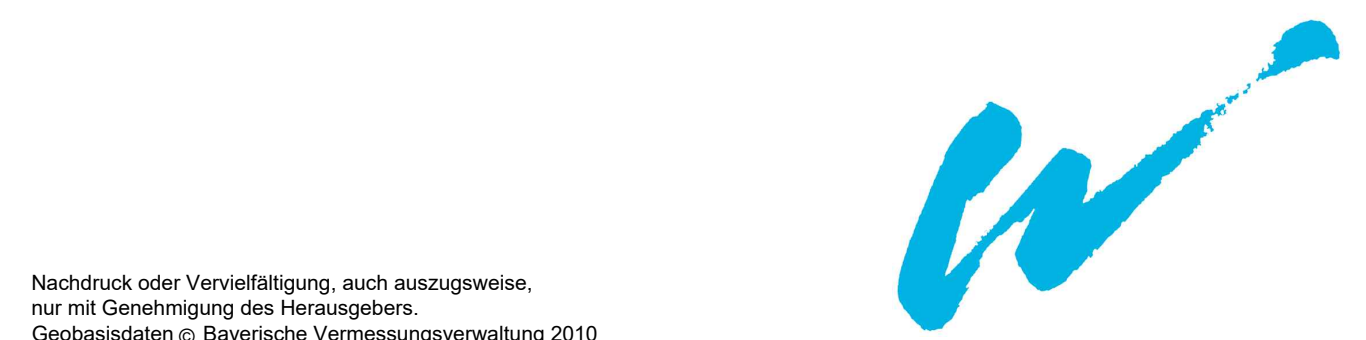 Nachdruck oder Vervielfältigung, auch auszugsweise,
nur mit Genehmigung des Herausgebers.
Geobasisdaten © Bayerische Vermessungsverwaltung 2010